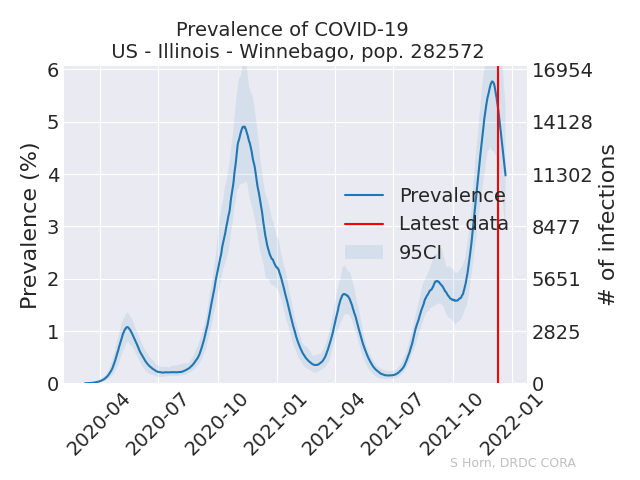 Prevalence of COVID-19
US - Illinois - Winnebago, pop. 282572
6
5
4
3
2
1
0
Prevalence (%)
16954
14128
11302
8477
5651
2825
0
# of infections
Prevalence
Latest data
95CI
2020-04
2020-07
2020-10
2021-01
2021-04
2021-07
2021-10
2022-01
S Horn, DRDC CORA